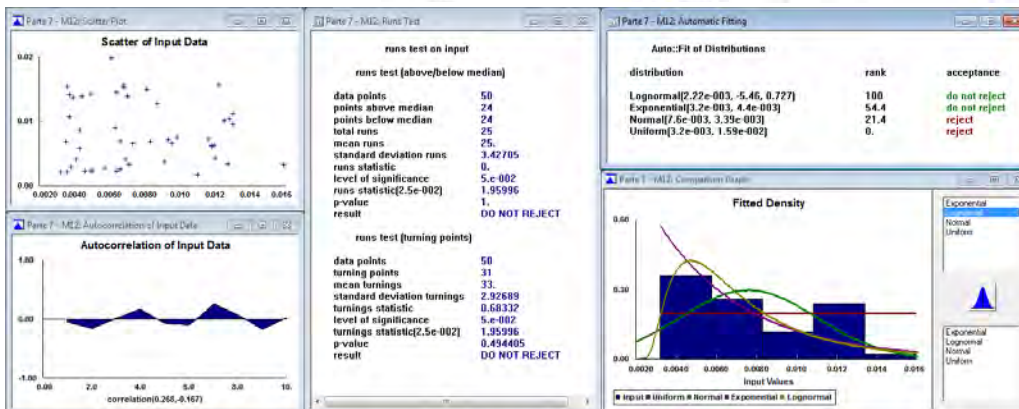 Parte 7 - M12: Scatter Plot
Scatter of Input Data
0.02
0.01
0.00
0.0020 0.0040 0.0060 0.0080 0.010 0.012 0.014 0.016
Parte 7 - M12: Autocorrelation of Input Data
Autocorrelation of Input Data
1.00
0.00
-1.00
0.00 2.0 4.0 6.0 8.0 10.
correlation(0.268,-0.167)
Parte 7 - M12: Runs Test
runs test on input
runs test (above/below median)
data points 50
points above median 24
points below median 24
total runs 25
mean runs 25.
standard deviation runs 3.42705
runs statistic 0.
level of significance 5.e-002
runs statistic(2.5e-002) 1.95996
p-value 1.
result DO NOT REJECT
runs test (turning points)
data points 50
turning points 31
mean turnings 33.
standard deviation turnings 2.92689
turnings statistic 0.68332
level of significance 5.e-002
turnings statistic(2.5e-002) 1.95996
p-value 0.494405
result DO NOT REJECT
Parte 7 - M12: Automatic Fitting
Auto::Fit of Distributions
distribution rank acceptance
Lognormal(2.22e-003, -5.46, 0.727) 100 do not reject
Exponential(3.2e-003, 4.4e-003) 54.4 do not reject
Normal(7.6e-003, 3.39e-003) 21.4 reject
Uniform(3.2e-003, 1.59e-002) 0. reject
M12: Comparison Graph
Fitted Density
0.60
0.30
0.00
0.0020 0.0040 0.0060 0.0080 0.010 0.012 0.014 0.016
Input Values
Input Uniform Normal Exponential Lognormal
Exponential
Lognormal
Normal
Uniform
Exponential
Lognormal
Normal
Uniform